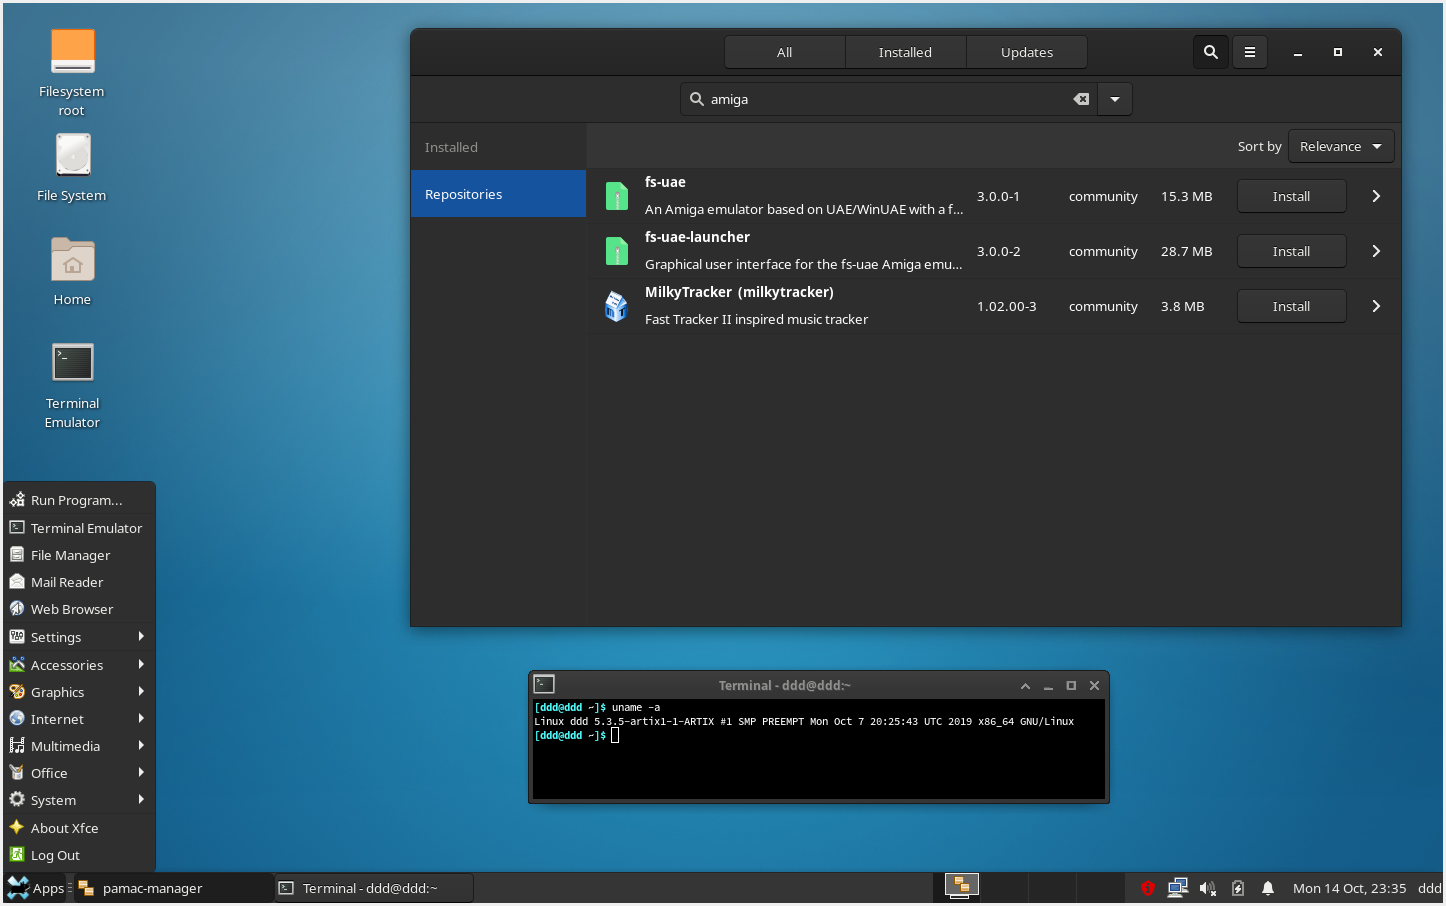 Filesystem
root
File System
Home
Terminal
Emulator
All
Installed
Updates
amiga
Installed
Repositories
Sort by
Relevance
fs-uae
An Amiga emulator based on UAE/WinUAE with a f...
3.0.0-1
community
15.3 MB
Install
fs-uae-launcher
Graphical user interface for the fs-uae Amiga emu...
3.0.0-2
community
28.7 MB
Install
MilkyTracker (milkytracker)
Fast Tracker II inspired music tracker
1.02.00-3
community
3.8 MB
Install
Run Program...
Terminal Emulator
File Manager
Mail Reader
Web Browser
Settings
Accessories
Graphics
Internet
Multimedia
Office
System
About Xfce
Log Out
Terminal - ddd@ddd:~
[ddd@ddd ~]$ uname -a
Linux ddd 5.3.5-artix1-1-ARTIX #1 SMP PREEMPT Mon Oct 7 20:25:43 UTC 2019 x86_64 GNU/Linux
[ddd@ddd ~]$
Apps
pamac-manager
Terminal - ddd@ddd:~
Mon 14 Oct, 23:35
ddd